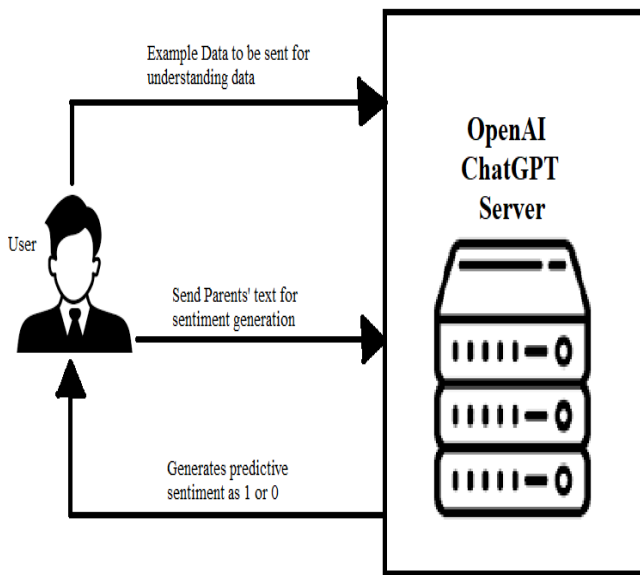 Example Data to be sent for
understanding data
OpenAI
ChatGPT
Server
User
Send Parents' text for
sentiment generation
Generates predictive
sentiment as 1 or 0